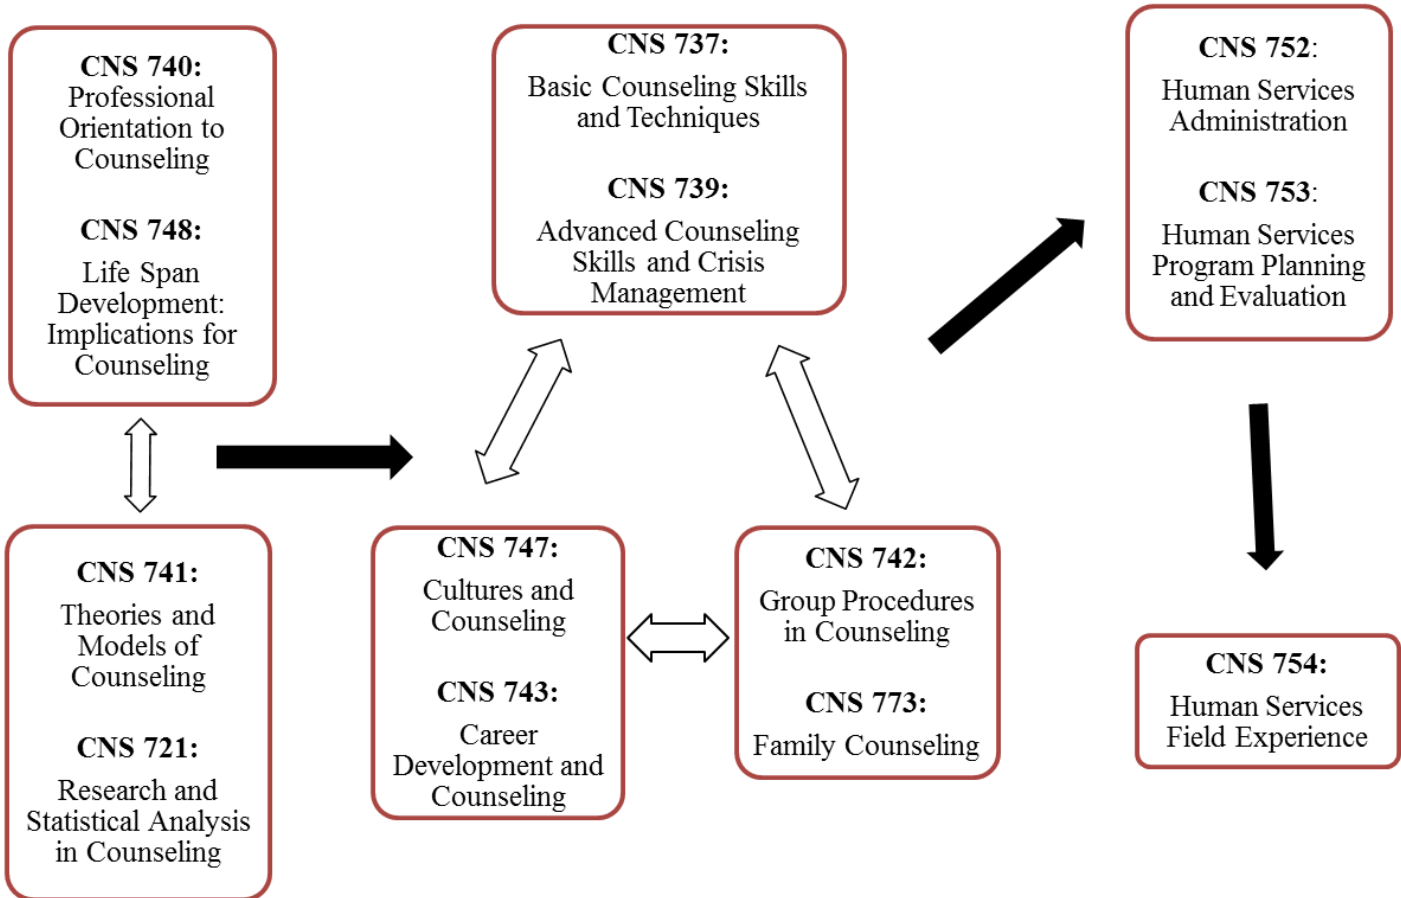 CNS 740:
Professional
Orientation to
Counseling
CNS 748:
Life Span
Development:
Implications for
Counseling
CNS 741:
Theories and
Models of
Counseling
CNS 721:
Research and
Statistical Analysis
in Counseling
CNS 737:
Basic Counseling Skills
and Techniques
CNS 739:
Advanced Counseling
Skills and Crisis
Management
CNS 747:
Cultures and
Counseling
CNS 743:
Career
Development and
Counseling
CNS 742:
Group Procedures
in Counseling
CNS 773:
Family Counseling
CNS 752:
Human Services
Administration
CNS 753:
Human Services
Program Planning
and Evaluation
CNS 754:
Human Services
Field Experience